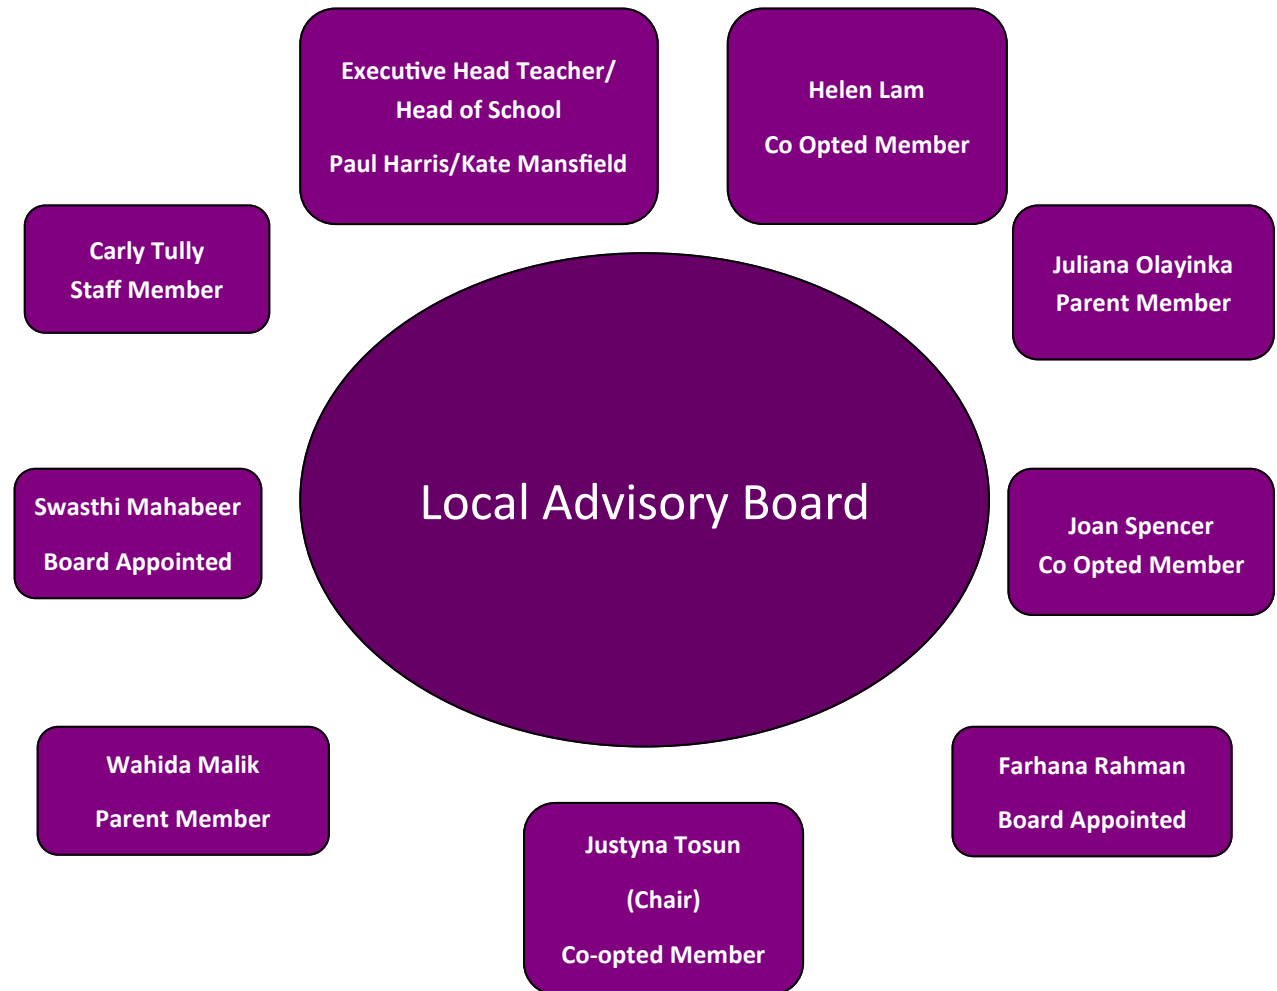 Executive Head Teacher/
Head of School
Paul Harris/Kate Mansfield
Helen Lam
Co Opted Member
Carly Tully
Staff Member
Juliana Olayinka
Parent Member
Local Advisory Board
Swasthi Mahabeer
Board Appointed
Joan Spencer
Co Opted Member
Wahida Malik
Parent Member
Farhana Rahman
Board Appointed
Justyna Tosun
(Chair)
Co-opted Member